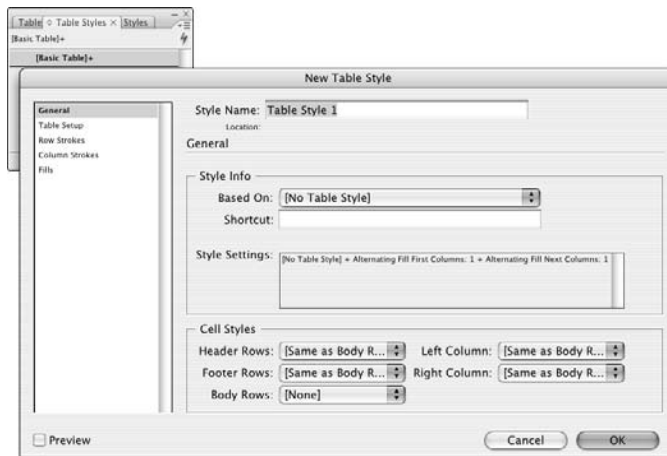 Table Table Styles × Styles
[Basic Table]+
[Basic Table]+
New Table Style
General
Table Setup
Row Strokes
Column Strokes
Fills
Style Name: Table Style 1
Location:
General
Style Info
Based On: [No Table Style]
Shortcut:
Style Settings: [No Table Style] + Alternating Fill First Columns: 1 + Alternating Fill Next Columns: 1
Cell Styles
Header Rows: [Same as Body R... Left Column: [Same as Body R...
Footer Rows: [Same as Body R... Right Column: [Same as Body R...
Body Rows: [None]
Preview
Cancel
OK